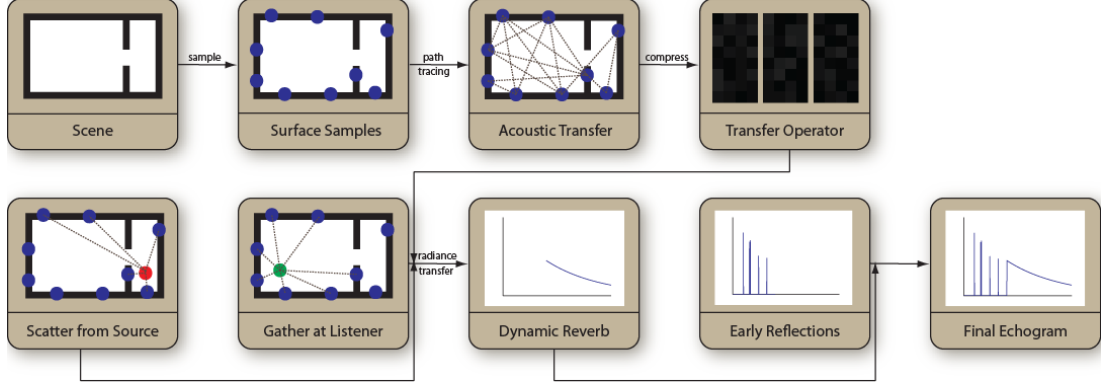 sample
path
tracing
compress
Scene
Surface Samples
Acoustic Transfer
Transfer Operator
radiance
transfer
Scatter from Source
Gather at Listener
Dynamic Reverb
Early Reflections
Final Echogram